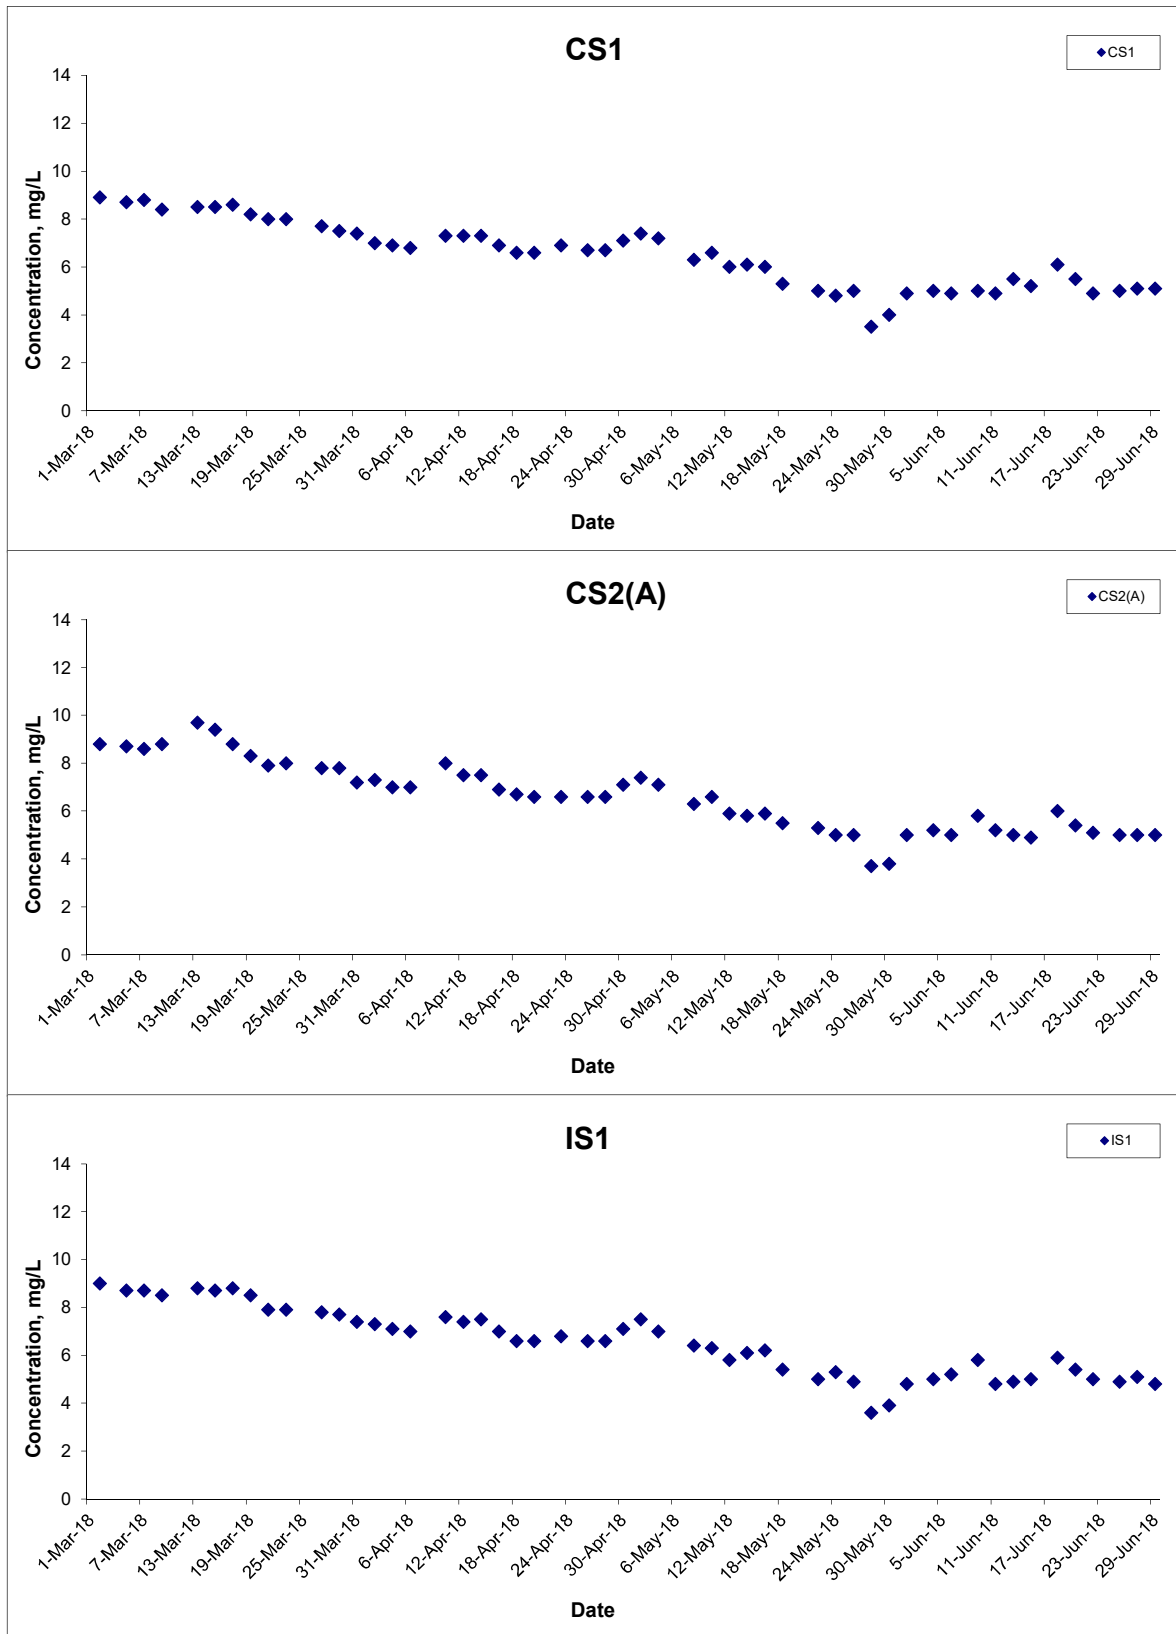 CS1
CS1
14
12
10
8
6
4
2
0
Concentration, mg/L
1-Mar-18
7-Mar-18
13-Mar-18
19-Mar-18
25-Mar-18
31-Mar-18
6-Apr-18
12-Apr-18
18-Apr-18
24-Apr-18
30-Apr-18
6-May-18
12-May-18
18-May-18
24-May-18
30-May-18
5-Jun-18
11-Jun-18
17-Jun-18
23-Jun-18
29-Jun-18
Date
CS2(A)
CS2(A)
14
12
10
8
6
4
2
0
Concentration, mg/L
1-Mar-18
7-Mar-18
13-Mar-18
19-Mar-18
25-Mar-18
31-Mar-18
6-Apr-18
12-Apr-18
18-Apr-18
24-Apr-18
30-Apr-18
6-May-18
12-May-18
18-May-18
24-May-18
30-May-18
5-Jun-18
11-Jun-18
17-Jun-18
23-Jun-18
29-Jun-18
Date
IS1
IS1
14
12
10
8
6
4
2
0
Concentration, mg/L
1-Mar-18
7-Mar-18
13-Mar-18
19-Mar-18
25-Mar-18
31-Mar-18
6-Apr-18
12-Apr-18
18-Apr-18
24-Apr-18
30-Apr-18
6-May-18
12-May-18
18-May-18
24-May-18
30-May-18
5-Jun-18
11-Jun-18
17-Jun-18
23-Jun-18
29-Jun-18
Date